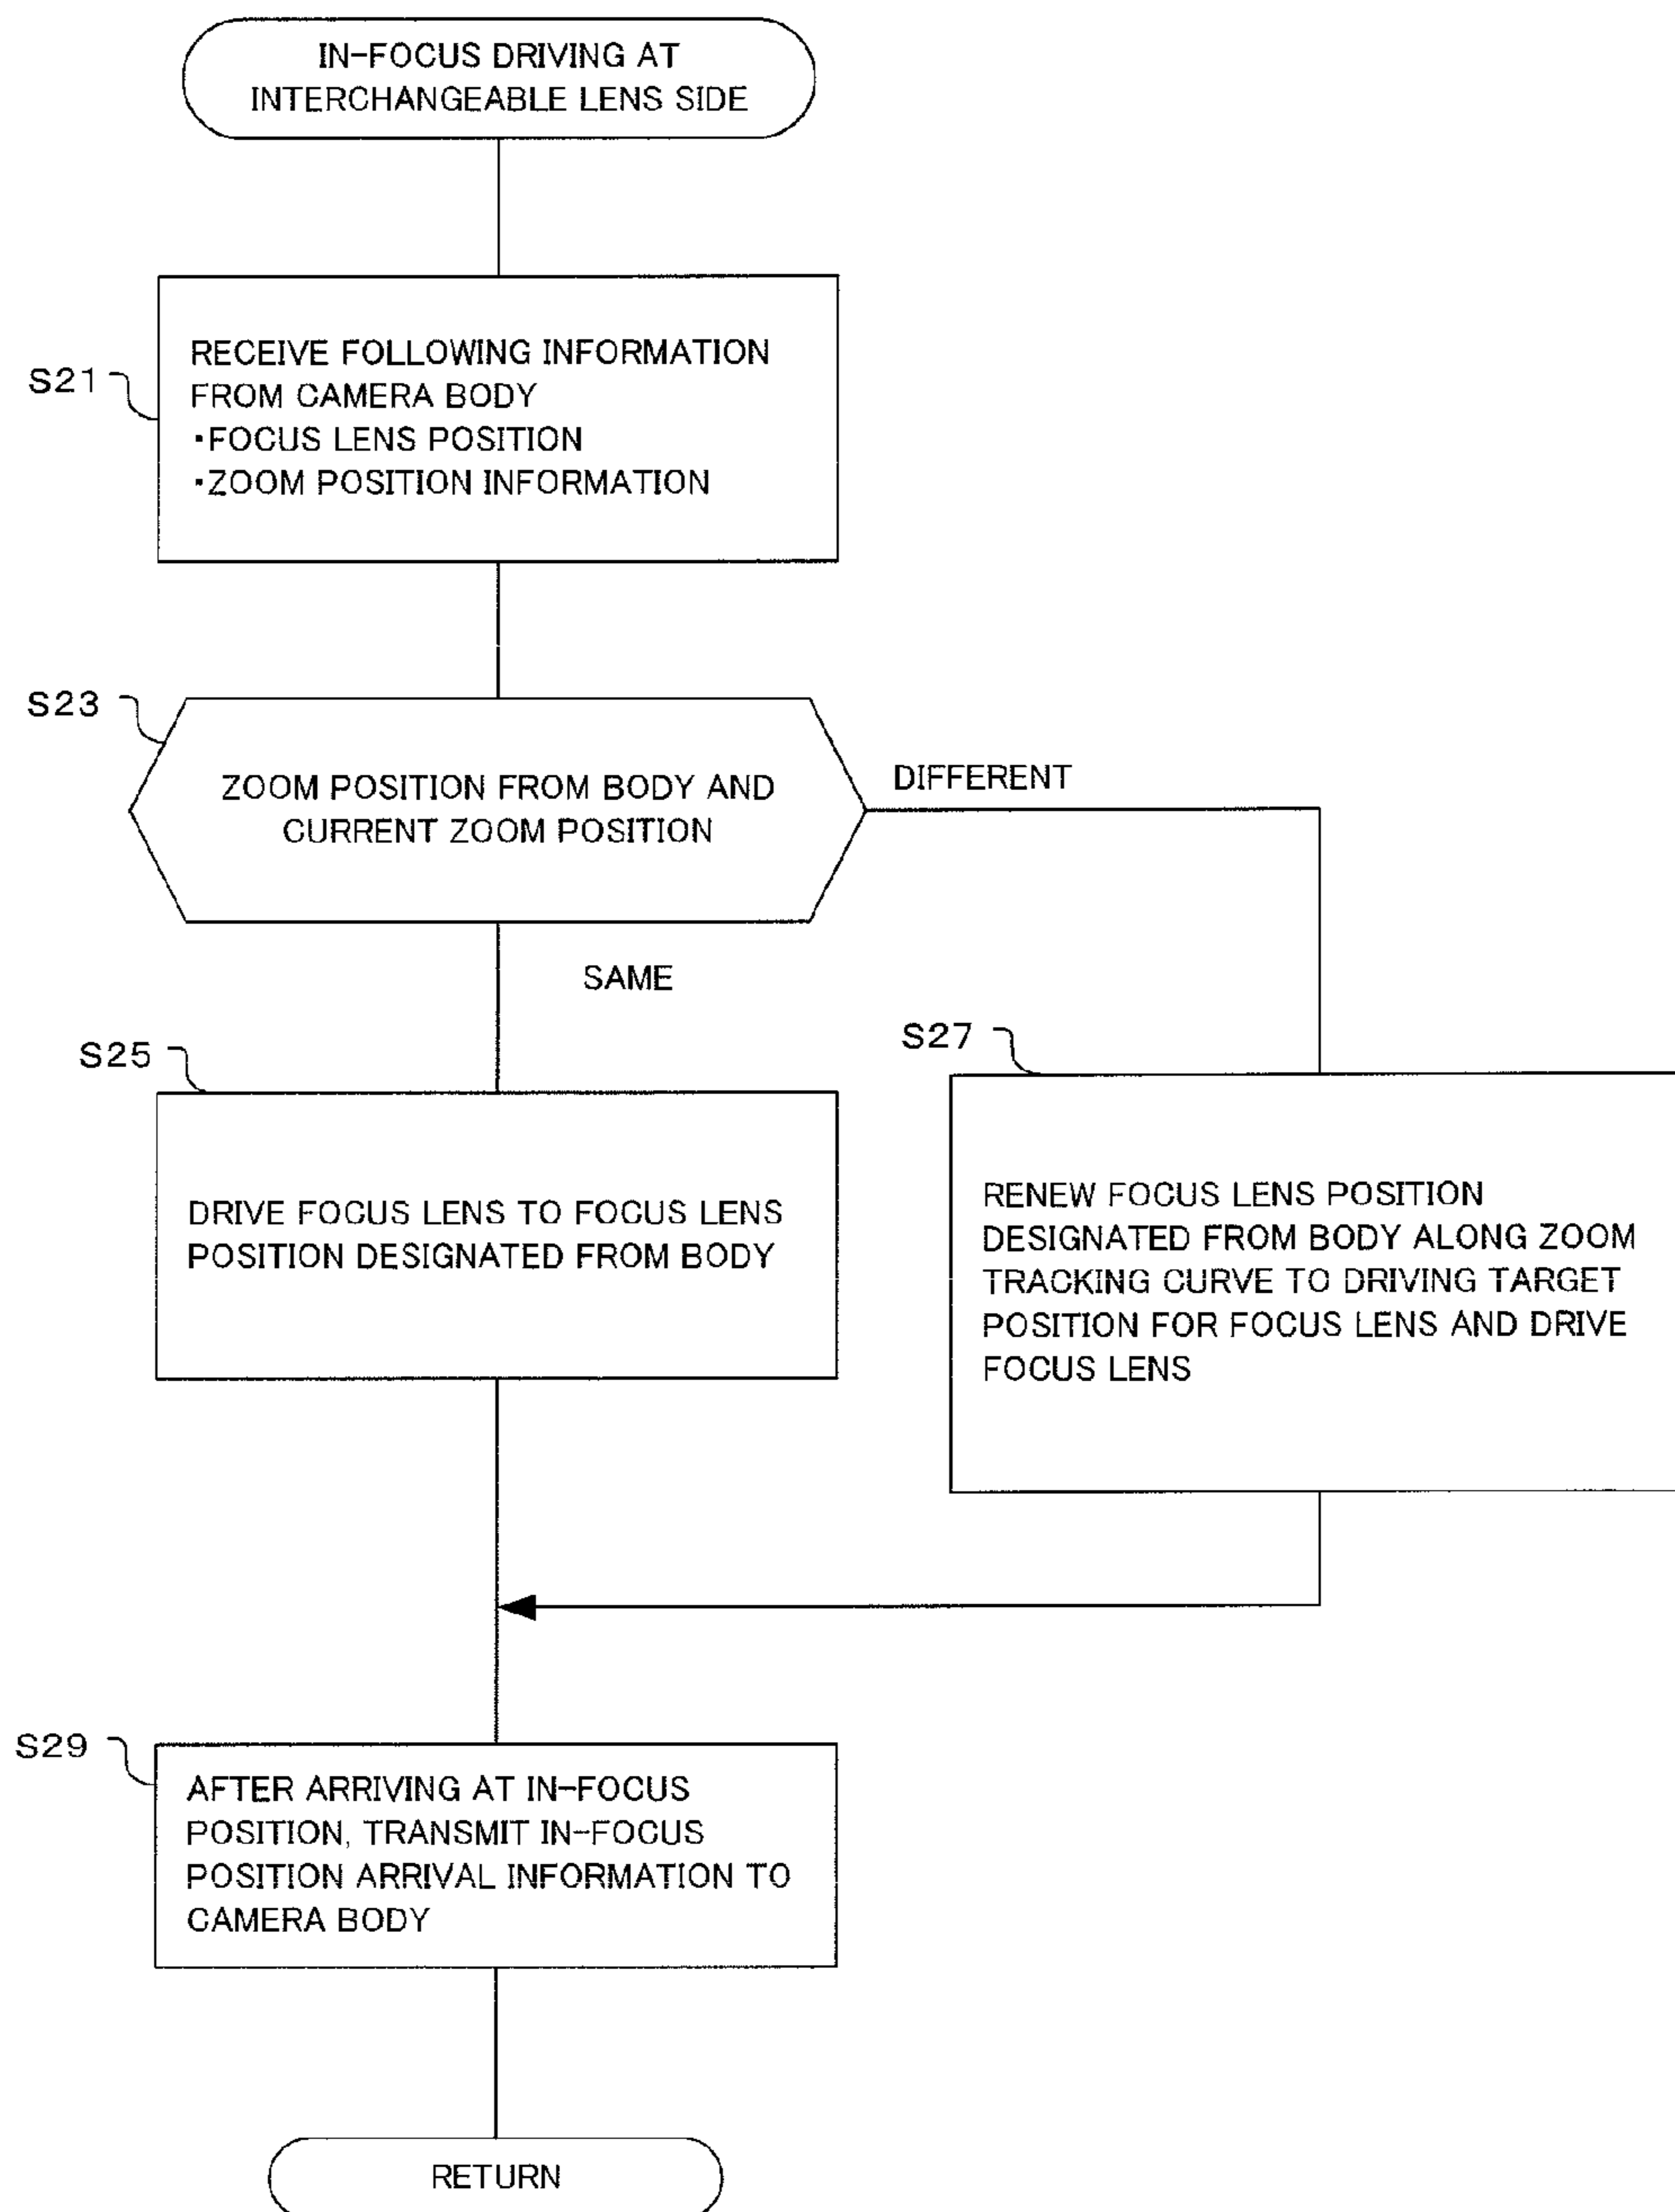 IN-FOCUS DRIVING AT
INTERCHANGEABLE LENS SIDE
S21
RECEIVE FOLLOWING INFORMATION
FROM CAMERA BODY
・FOCUS LENS POSITION
・ZOOM POSITION INFORMATION
S23
ZOOM POSITION FROM BODY AND
CURRENT ZOOM POSITION
DIFFERENT
SAME
S25
DRIVE FOCUS LENS TO FOCUS LENS
POSITION DESIGNATED FROM BODY
S27
RENEW FOCUS LENS POSITION
DESIGNATED FROM BODY ALONG ZOOM
TRACKING CURVE TO DRIVING TARGET
POSITION FOR FOCUS LENS AND DRIVE
FOCUS LENS
S29
AFTER ARRIVING AT IN-FOCUS
POSITION, TRANSMIT IN-FOCUS
POSITION ARRIVAL INFORMATION TO
CAMERA BODY
RETURN